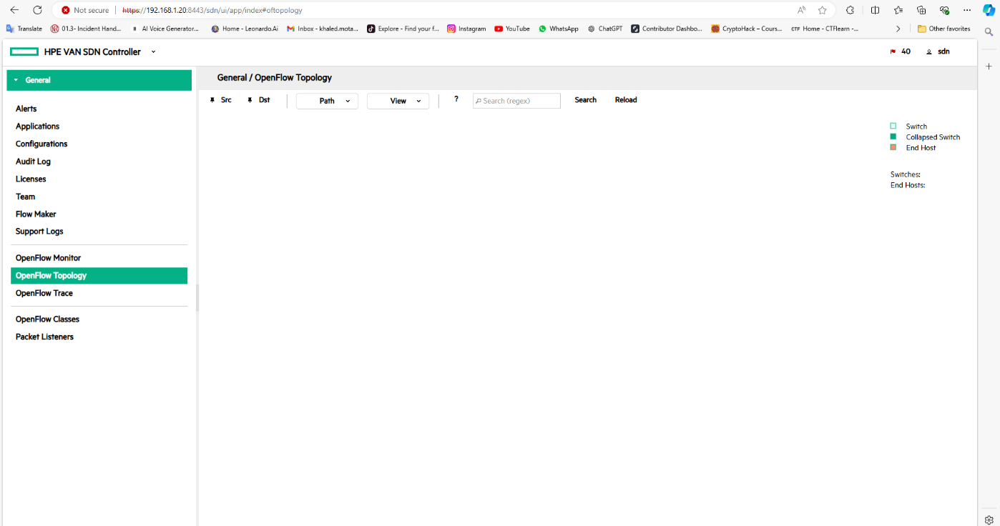 Not secure https://192.168.1.20:8443/sdn/ui/app/index#oftopology
Translate 01.3- Incident Hand... AI Voice Generator... Home - Leonardo.Ai Inbox - khaled.mota... Explore - Find your f... Instagram YouTube WhatsApp ChatGPT Contributor Dashbo... CryptoHack – Cours... CTF Home - CTFlearn -... Other favorites
HPE VAN SDN Controller 40 sdn
General
General / OpenFlow Topology
Src Dst Path View ? Search (regex) Search Reload
Alerts
Applications
Configurations
Audit Log
Licenses
Team
Flow Maker
Support Logs
OpenFlow Monitor
OpenFlow Topology
OpenFlow Trace
OpenFlow Classes
Packet Listeners
Switch
Collapsed Switch
End Host
Switches:
End Hosts: